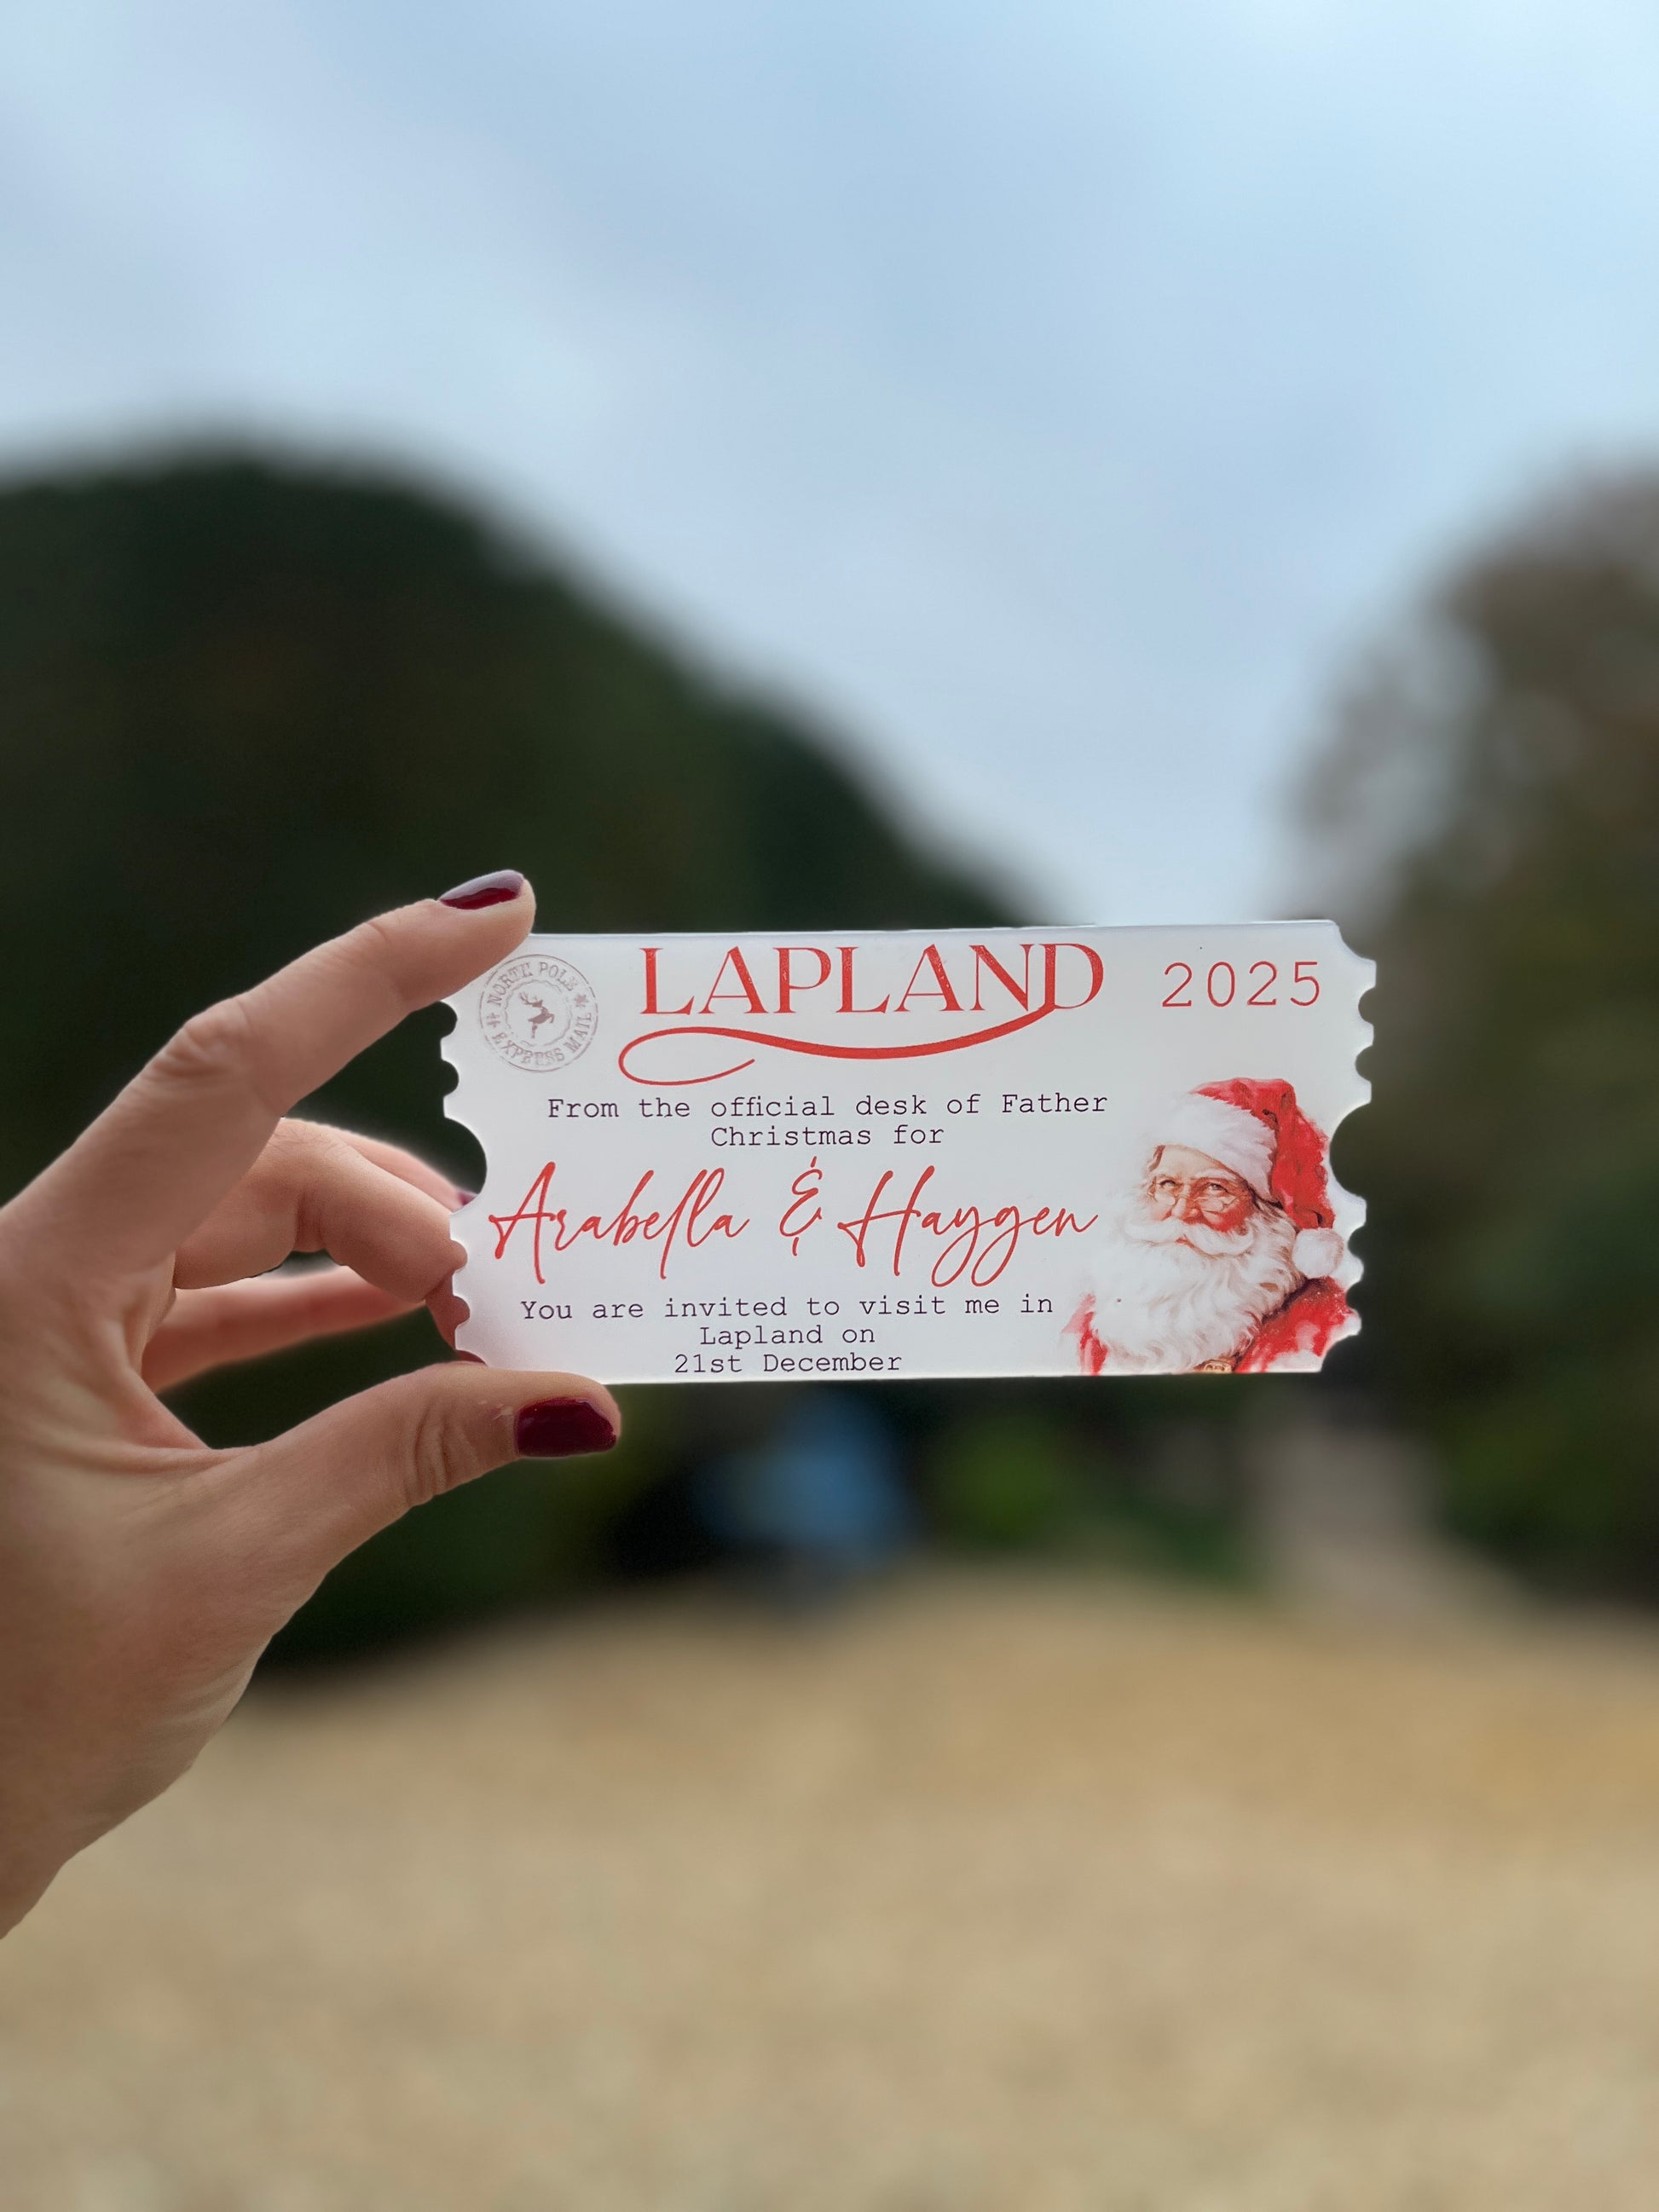 LAPLAND 2025
NORTH POLE
EXPRESS MAIL
From the official desk of Father
Christmas for
Arabella & Haygen
You are invited to visit me in
Lapland on
21st December